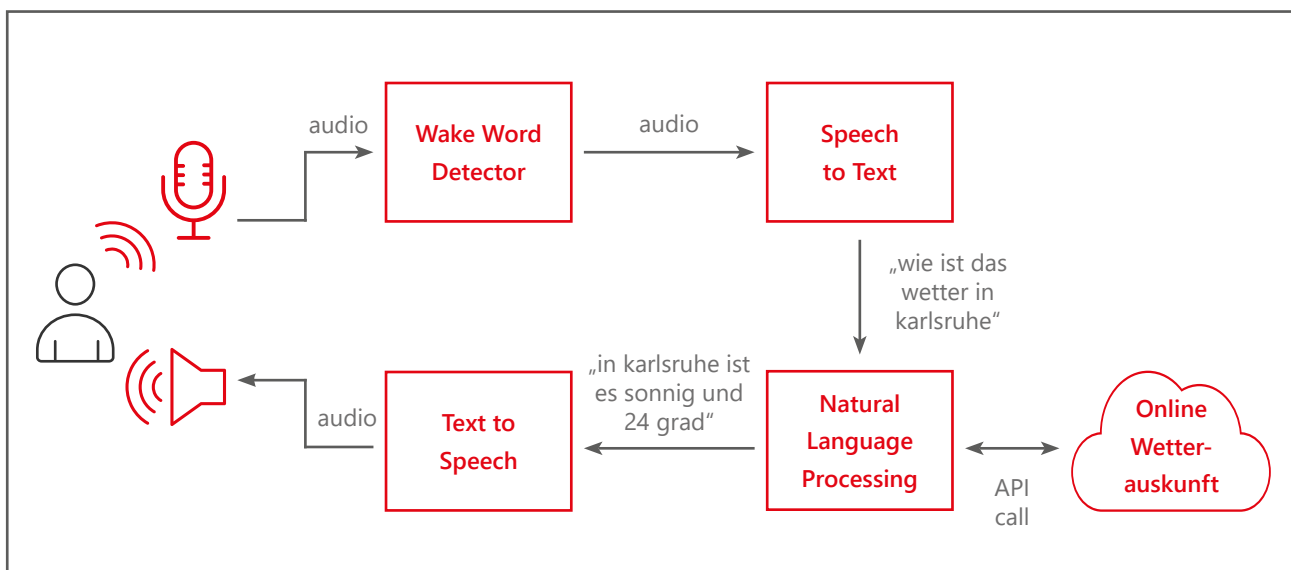 audio
Wake Word
Detector
audio
Speech
to Text
„wie ist das
wetter in
karlsruhe“
Natural
Language
Processing
API
call
Online
Wetter-
auskunft
„in karlsruhe ist
es sonnig und
24 grad“
Text to
Speech
audio